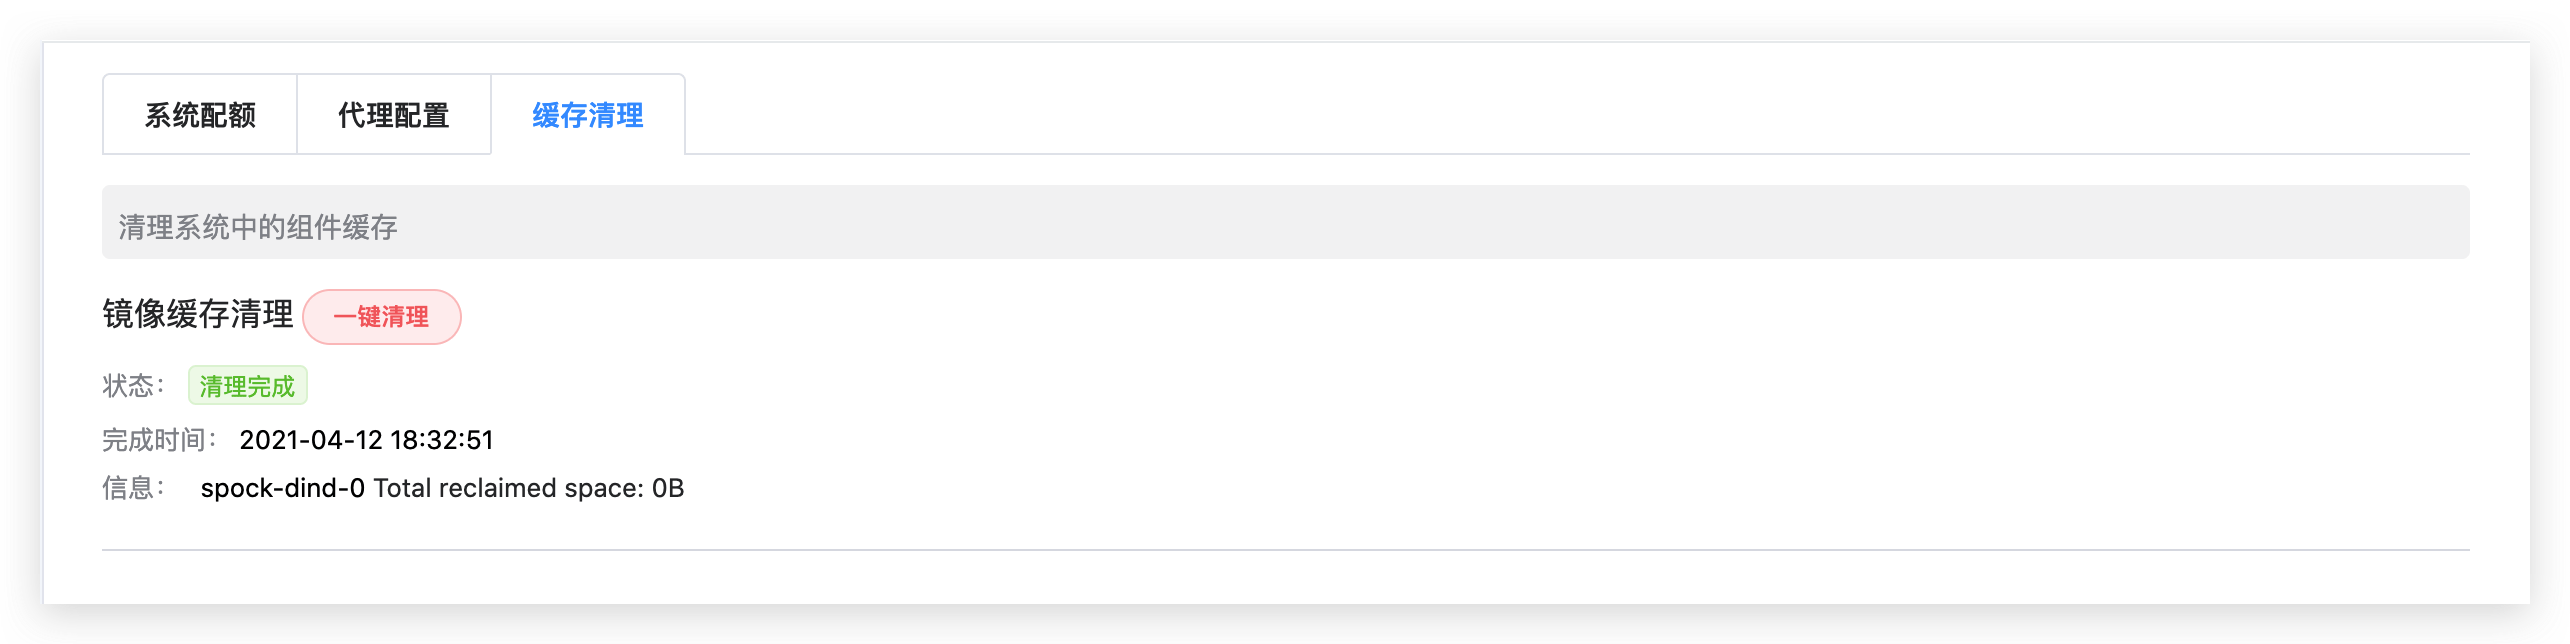 系统配额 代理配置 缓存清理
清理系统中的组件缓存
镜像缓存清理 一键清理
状态： 清理完成
完成时间： 2021-04-12 18:32:51
信息： spock-dind-0 Total reclaimed space: 0B